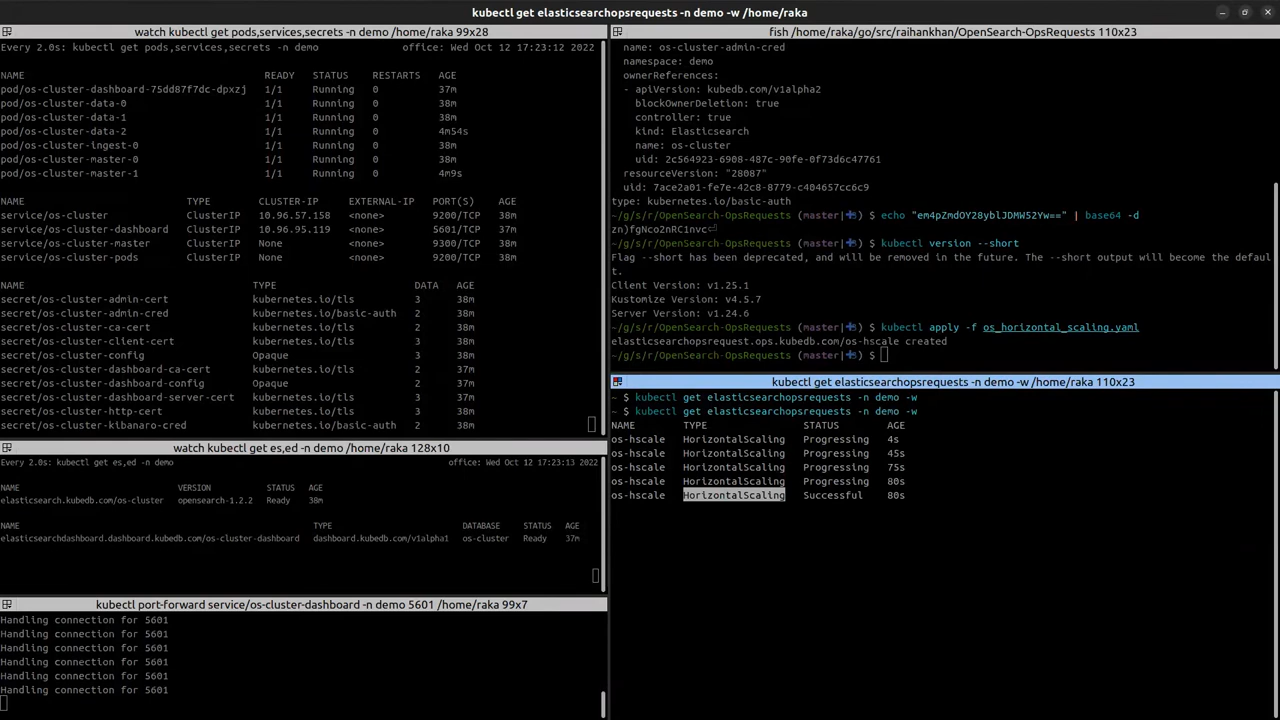 kubectl get elasticsearchopsrequests -n demo -w /home/raka
watch kubectl get pods,services,secrets -n demo /home/raka 99x28
Every 2.0s: kubectl get pods,services,secrets -n demo office: Wed Oct 12 17:23:12 2022
NAME READY STATUS RESTARTS AGE
pod/os-cluster-dashboard-75dd87f7dc-dpxzj 1/1 Running 0 37m
pod/os-cluster-data-0 1/1 Running 0 38m
pod/os-cluster-data-1 1/1 Running 0 38m
pod/os-cluster-data-2 1/1 Running 0 4m54s
pod/os-cluster-ingest-0 1/1 Running 0 38m
pod/os-cluster-master-0 1/1 Running 0 38m
pod/os-cluster-master-1 1/1 Running 0 4m9s
NAME TYPE CLUSTER-IP EXTERNAL-IP PORT(S) AGE
service/os-cluster ClusterIP 10.96.57.158 <none> 9200/TCP 38m
service/os-cluster-dashboard ClusterIP 10.96.95.119 <none> 5601/TCP 37m
service/os-cluster-master ClusterIP None <none> 9300/TCP 38m
service/os-cluster-pods ClusterIP None <none> 9200/TCP 38m
NAME TYPE DATA AGE
secret/os-cluster-admin-cert kubernetes.io/tls 3 38m
secret/os-cluster-admin-cred kubernetes.io/basic-auth 2 38m
secret/os-cluster-ca-cert kubernetes.io/tls 2 38m
secret/os-cluster-client-cert kubernetes.io/tls 3 38m
secret/os-cluster-config Opaque 3 38m
secret/os-cluster-dashboard-ca-cert kubernetes.io/tls 2 37m
secret/os-cluster-dashboard-config Opaque 2 37m
secret/os-cluster-dashboard-server-cert kubernetes.io/tls 3 37m
secret/os-cluster-http-cert kubernetes.io/tls 3 38m
secret/os-cluster-kibanaro-cred kubernetes.io/basic-auth 2 38m
watch kubectl get es,ed -n demo /home/raka 128x10
Every 2.0s: kubectl get es,ed -n demo office: Wed Oct 12 17:23:13 2022
NAME VERSION STATUS AGE
elasticsearch.kubedb.com/os-cluster opensearch-1.2.2 Ready 38m
NAME TYPE DATABASE STATUS AGE
elasticsearchdashboard.dashboard.kubedb.com/os-cluster-dashboard dashboard.kubedb.com/v1alpha1 os-cluster Ready 37m
kubectl port-forward service/os-cluster-dashboard -n demo 5601 /home/raka 99x7
Handling connection for 5601
Handling connection for 5601
Handling connection for 5601
Handling connection for 5601
Handling connection for 5601
Handling connection for 5601
fish /home/raka/go/src/raihankhan/OpenSearch-OpsRequests 110x23
name: os-cluster-admin-cred
namespace: demo
ownerReferences:
- apiVersion: kubedb.com/v1alpha2
blockOwnerDeletion: true
controller: true
kind: Elasticsearch
name: os-cluster
uid: 2c564923-6908-487c-90fe-0f73d6c47761
resourceVersion: "28087"
uid: 7ace2a01-fe7e-42c8-8779-c404657cc6c9
type: kubernetes.io/basic-auth
~/g/s/r/OpenSearch-OpsRequests (master|✚3) $ echo "em4pZmdOY28yblJDMW52Yw==" | base64 -d
zn)fgNco2nRC1nvc⏎
~/g/s/r/OpenSearch-OpsRequests (master|✚3) $ kubectl version --short
Flag --short has been deprecated, and will be removed in the future. The --short output will become the defaul
t.
Client Version: v1.25.1
Kustomize Version: v4.5.7
Server Version: v1.24.6
~/g/s/r/OpenSearch-OpsRequests (master|✚3) $ kubectl apply -f os_horizontal_scaling.yaml
elasticsearchopsrequest.ops.kubedb.com/os-hscale created
~/g/s/r/OpenSearch-OpsRequests (master|✚3) $
kubectl get elasticsearchopsrequests -n demo -w /home/raka 110x23
~ $ kubectl get elasticsearchopsrequests -n demo -w
~ $ kubectl get elasticsearchopsrequests -n demo -w
NAME TYPE STATUS AGE
os-hscale HorizontalScaling Progressing 4s
os-hscale HorizontalScaling Progressing 45s
os-hscale HorizontalScaling Progressing 75s
os-hscale HorizontalScaling Progressing 80s
os-hscale HorizontalScaling Successful 80s